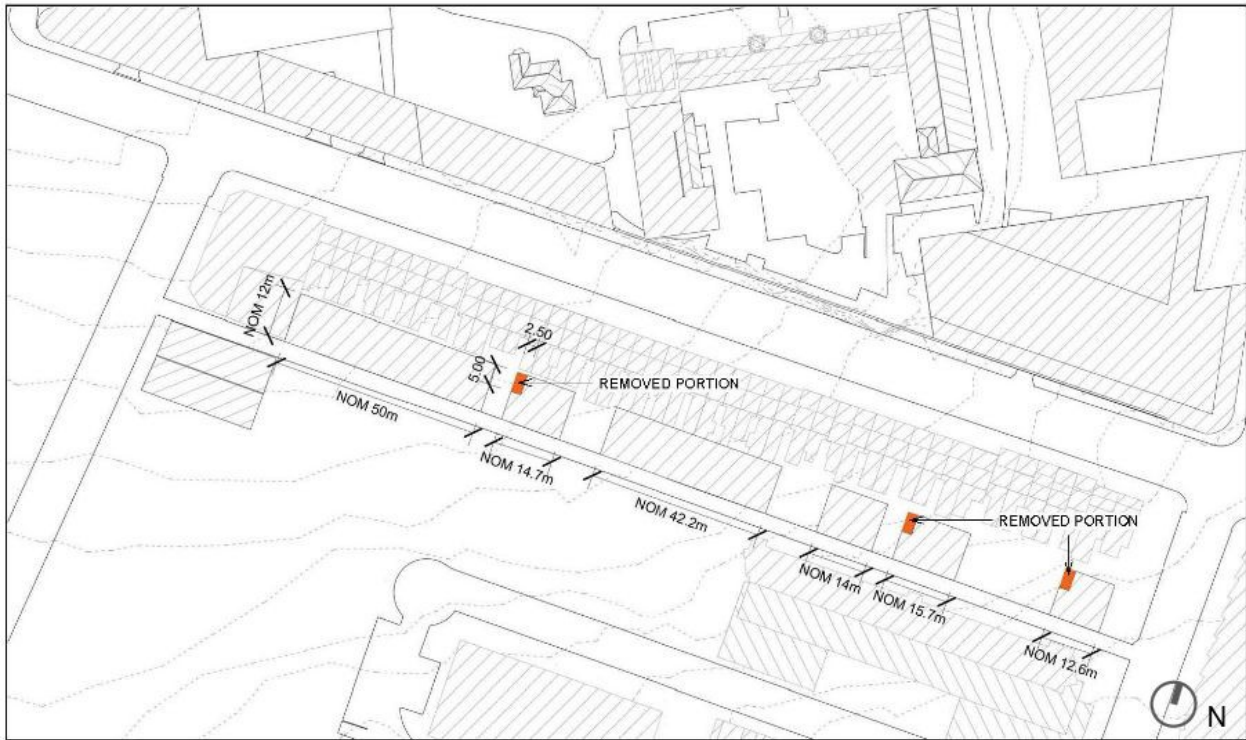 NOM 12m
2.50
5.00
REMOVED PORTION
NOM 50m
NOM 14.7m
NOM 42.2m
REMOVED PORTION
NOM 14m
NOM 15.7m
NOM 12.6m
N